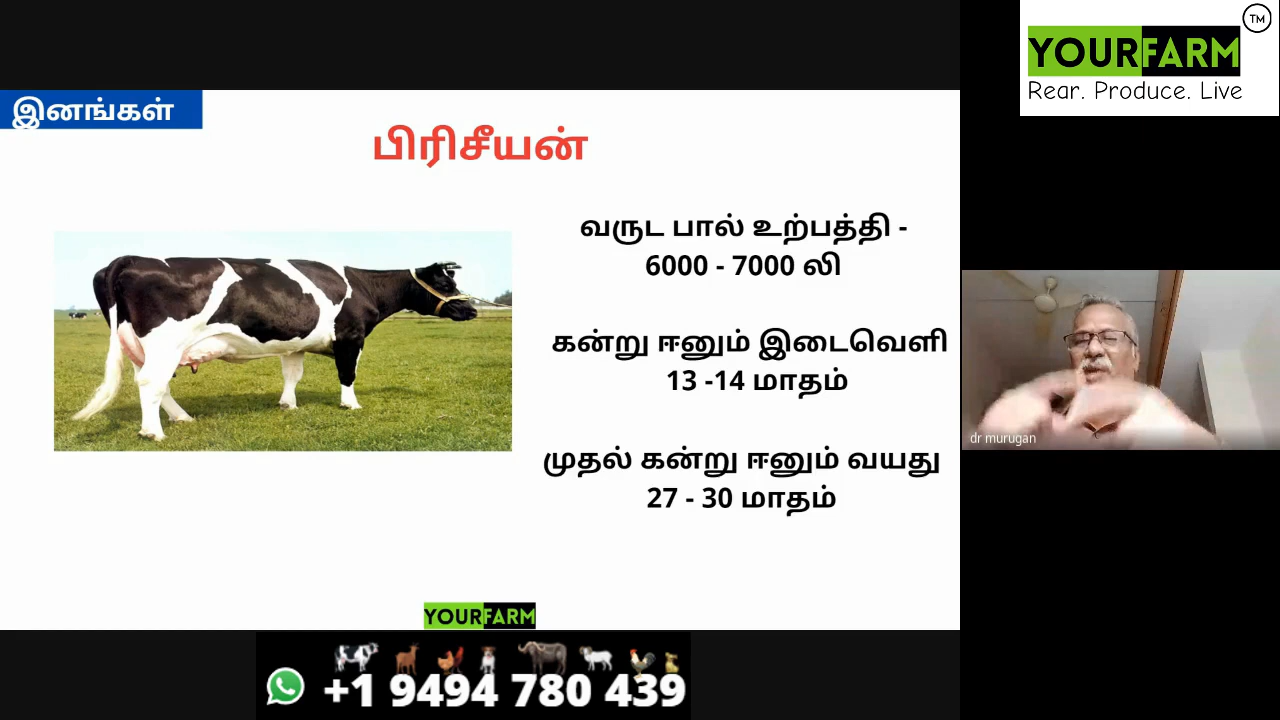 TM
YOURFARM
Rear. Produce. Live
இனங்கள்
பிரிசீயன்
வருட பால் உற்பத்தி -
6000 - 7000 லி
கன்று ஈனும் இடைவெளி
13 -14 மாதம்
முதல் கன்று ஈனும் வயது
27 - 30 மாதம்
dr murugan
YOURFARM
+1 9494 780 439